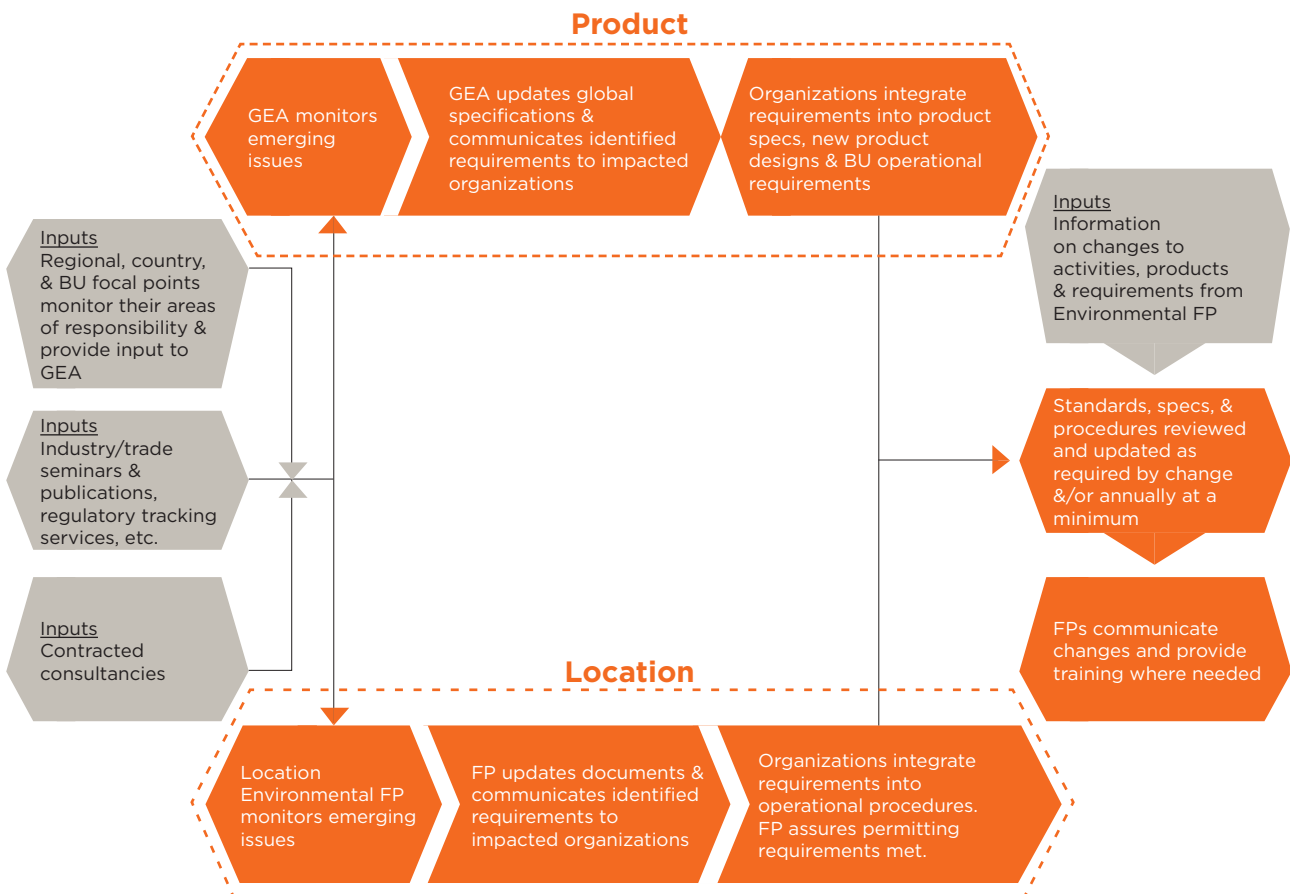 Product
GEA monitors
emerging
issues
GEA updates global
specifications &
communicates identified
requirements to impacted
organizations
Organizations integrate
requirements into product
specs, new product
designs & BU operational
requirements
Inputs
Regional, country,
& BU focal points
monitor their areas
of responsibility &
provide input to
GEA
Inputs
Industry/trade
seminars &
publications,
regulatory tracking
services, etc.
Inputs
Contracted
consultancies
Inputs
Information
on changes to
activities, products
& requirements from
Environmental FP
Standards, specs, &
procedures reviewed
and updated as
required by change
&/or annually at a
minimum
FPs communicate
changes and provide
training where needed
Location
Location
Environmental FP
monitors emerging
issues
FP updates documents &
communicates identified
requirements to
impacted organizations
Organizations integrate
requirements into
operational procedures.
FP assures permitting
requirements met.